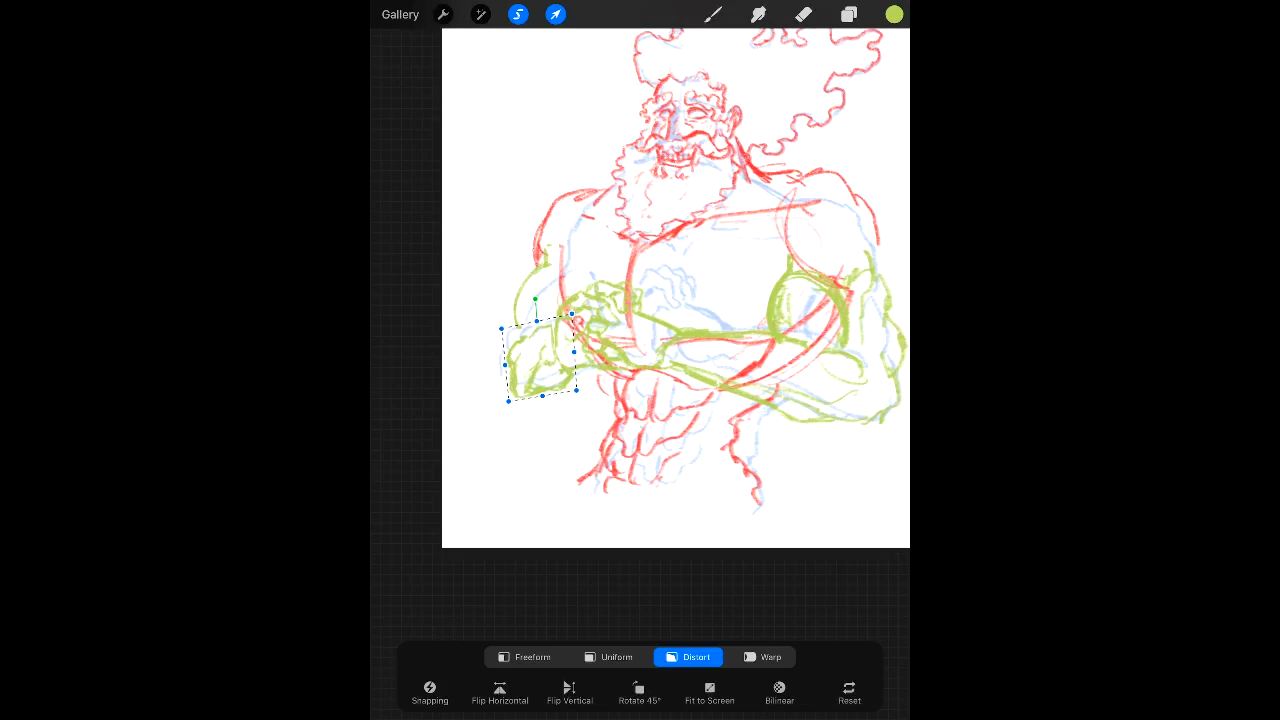 Gallery
Freeform Uniform Distort Warp
Snapping Flip Horizontal Flip Vertical Rotate 45° Fit to Screen Bilinear Reset